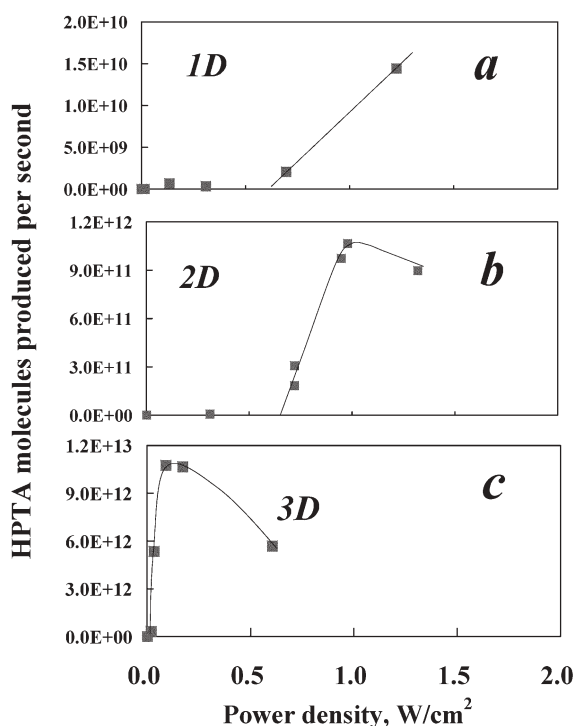 HPTA molecules produced per second
2.0E+10
1.5E+10
1.0E+10
5.0E+09
0.0E+00
1D
a
1.2E+12
9.0E+11
6.0E+11
3.0E+11
0.0E+00
2D
b
1.2E+13
9.0E+12
6.0E+12
3.0E+12
0.0E+00
3D
c
0.0 0.5 1.0 1.5 2.0
Power density, W/cm2